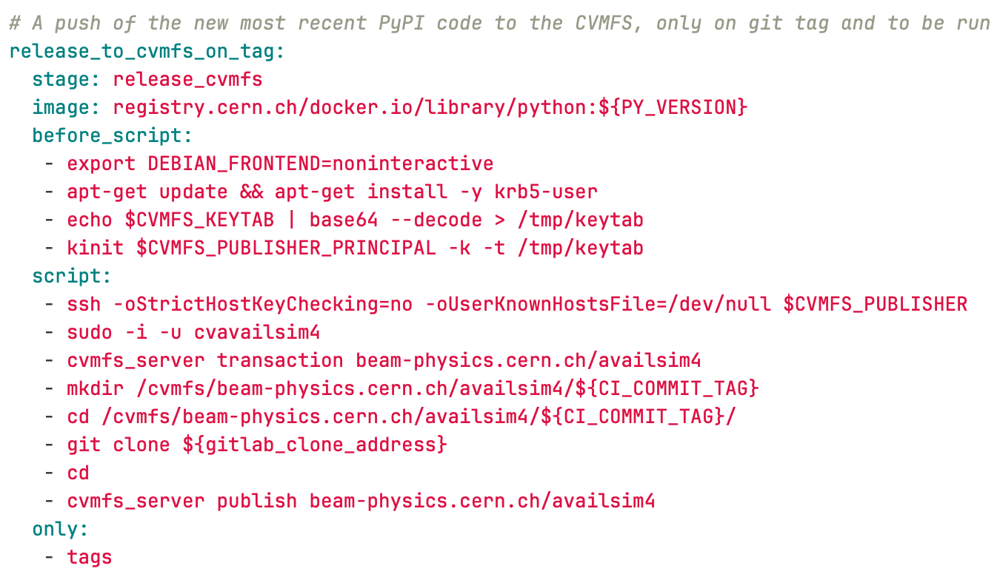 # A push of the new most recent PyPI code to the CVMFS, only on git tag and to be run
release_to_cvmfs_on_tag:
  stage: release_cvmfs
  image: registry.cern.ch/docker.io/library/python:${PY_VERSION}
  before_script:
   - export DEBIAN_FRONTEND=noninteractive
   - apt-get update && apt-get install -y krb5-user
   - echo $CVMFS_KEYTAB | base64 --decode > /tmp/keytab
   - kinit $CVMFS_PUBLISHER_PRINCIPAL -k -t /tmp/keytab
  script:
   - ssh -oStrictHostKeyChecking=no -oUserKnownHostsFile=/dev/null $CVMFS_PUBLISHER
   - sudo -i -u cvavailsim4
   - cvmfs_server transaction beam-physics.cern.ch/availsim4
   - mkdir /cvmfs/beam-physics.cern.ch/availsim4/${CI_COMMIT_TAG}
   - cd /cvmfs/beam-physics.cern.ch/availsim4/${CI_COMMIT_TAG}/
   - git clone ${gitlab_clone_address}
   - cd
   - cvmfs_server publish beam-physics.cern.ch/availsim4
  only:
   - tags